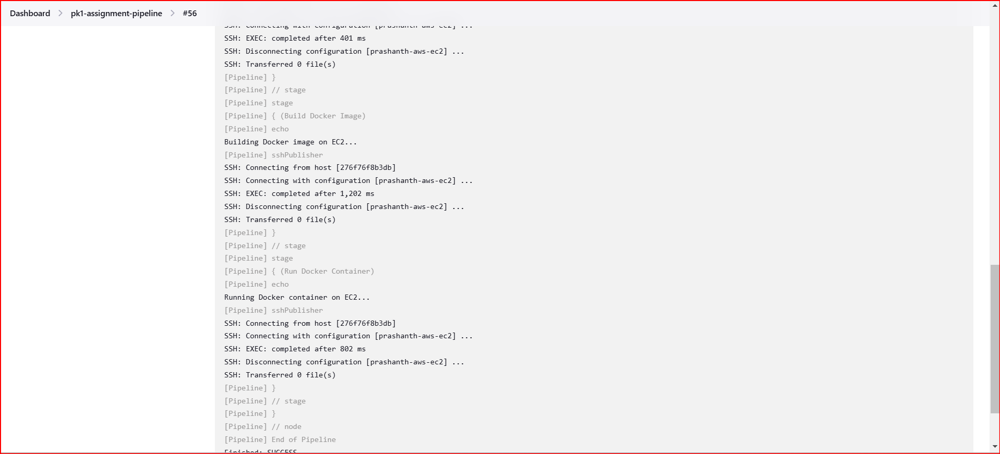 Dashboard > pk1-assignment-pipeline > #56
SSH: Connecting with configuration [prashanth-aws-ec2] ...
SSH: EXEC: completed after 401 ms
SSH: Disconnecting configuration [prashanth-aws-ec2] ...
SSH: Transferred 0 file(s)
[Pipeline] }
[Pipeline] // stage
[Pipeline] stage
[Pipeline] { (Build Docker Image)
[Pipeline] echo
Building Docker image on EC2...
[Pipeline] sshPublisher
SSH: Connecting from host [276f76f8b3db]
SSH: Connecting with configuration [prashanth-aws-ec2] ...
SSH: EXEC: completed after 1,202 ms
SSH: Disconnecting configuration [prashanth-aws-ec2] ...
SSH: Transferred 0 file(s)
[Pipeline] }
[Pipeline] // stage
[Pipeline] stage
[Pipeline] { (Run Docker Container)
[Pipeline] echo
Running Docker container on EC2...
[Pipeline] sshPublisher
SSH: Connecting from host [276f76f8b3db]
SSH: Connecting with configuration [prashanth-aws-ec2] ...
SSH: EXEC: completed after 802 ms
SSH: Disconnecting configuration [prashanth-aws-ec2] ...
SSH: Transferred 0 file(s)
[Pipeline] }
[Pipeline] // stage
[Pipeline] }
[Pipeline] // node
[Pipeline] End of Pipeline
Finished: SUCCESS